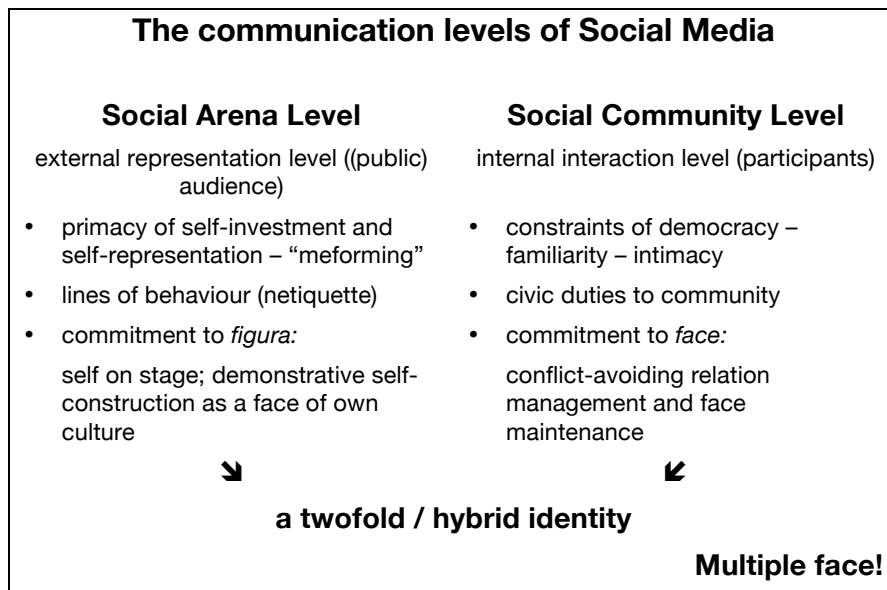 The communication levels of Social Media
Social Arena Level
external representation level ((public)
audience)
• primacy of self-investment and
self-representation – “meforming”
• lines of behaviour (netiquette)
• commitment to figura:
self on stage; demonstrative self-
construction as a face of own
culture
Social Community Level
internal interaction level (participants)
• constraints of democracy –
familiarity – intimacy
• civic duties to community
• commitment to face:
conflict-avoiding relation
management and face
maintenance
a twofold / hybrid identity
Multiple face!